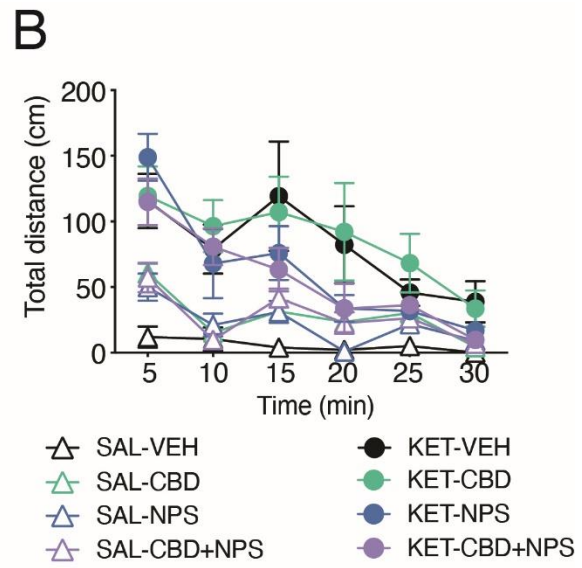 B
Total distance (cm)
200
150
100
50
0
5 10 15 20 25 30
Time (min)
SAL-VEH KET-VEH
SAL-CBD KET-CBD
SAL-NPS KET-NPS
SAL-CBD+NPS KET-CBD+NPS